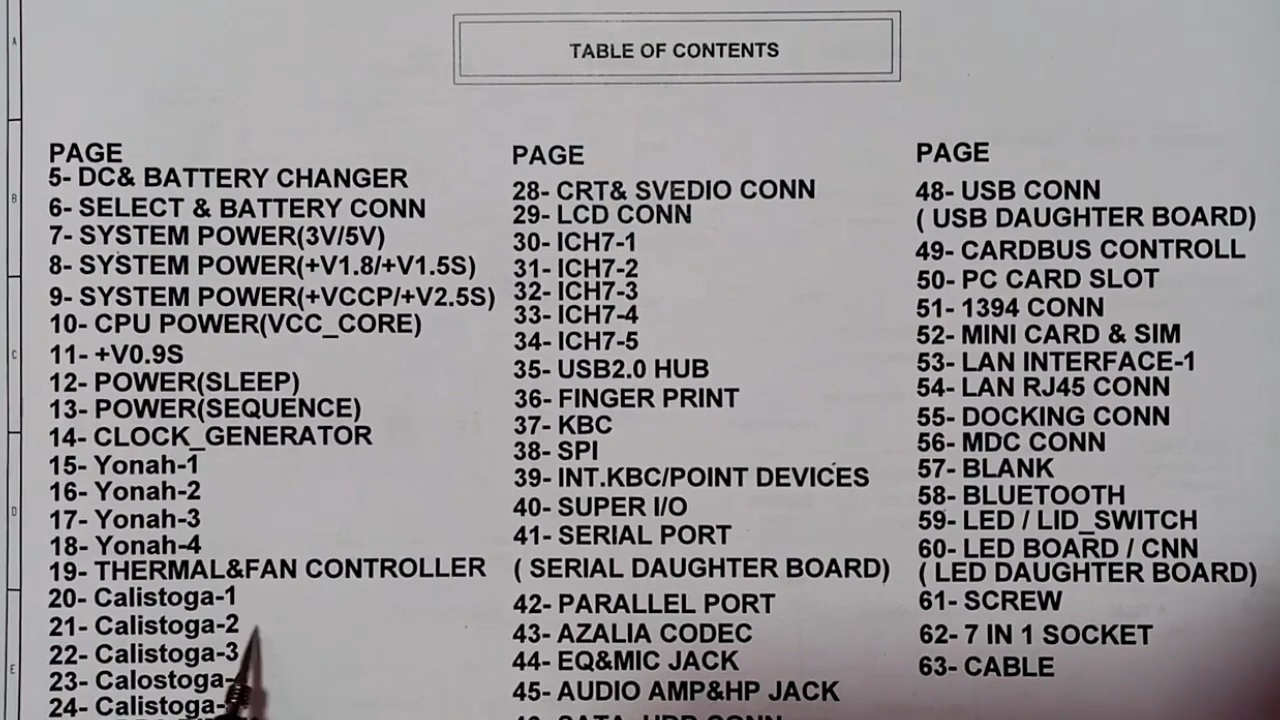 TABLE OF CONTENTS
PAGE
5- DC& BATTERY CHANGER
6- SELECT & BATTERY CONN
7- SYSTEM POWER(3V/5V)
8- SYSTEM POWER(+V1.8/+V1.5S)
9- SYSTEM POWER(+VCCP/+V2.5S)
10- CPU POWER(VCC_CORE)
11- +V0.9S
12- POWER(SLEEP)
13- POWER(SEQUENCE)
14- CLOCK_GENERATOR
15- Yonah-1
16- Yonah-2
17- Yonah-3
18- Yonah-4
19- THERMAL&FAN CONTROLLER
20- Calistoga-1
21- Calistoga-2
22- Calistoga-3
23- Calostoga-
24- Calistoga-
PAGE
28- CRT& SVEDIO CONN
29- LCD CONN
30- ICH7-1
31- ICH7-2
32- ICH7-3
33- ICH7-4
34- ICH7-5
35- USB2.0 HUB
36- FINGER PRINT
37- KBC
38- SPI
39- INT.KBC/POINT DEVICES
40- SUPER I/O
41- SERIAL PORT
( SERIAL DAUGHTER BOARD)
42- PARALLEL PORT
43- AZALIA CODEC
44- EQ&MIC JACK
45- AUDIO AMP&HP JACK
PAGE
48- USB CONN
( USB DAUGHTER BOARD)
49- CARDBUS CONTROLL
50- PC CARD SLOT
51- 1394 CONN
52- MINI CARD & SIM
53- LAN INTERFACE-1
54- LAN RJ45 CONN
55- DOCKING CONN
56- MDC CONN
57- BLANK
58- BLUETOOTH
59- LED / LID_SWITCH
60- LED BOARD / CNN
( LED DAUGHTER BOARD)
61- SCREW
62- 7 IN 1 SOCKET
63- CABLE
A
B
C
D
E